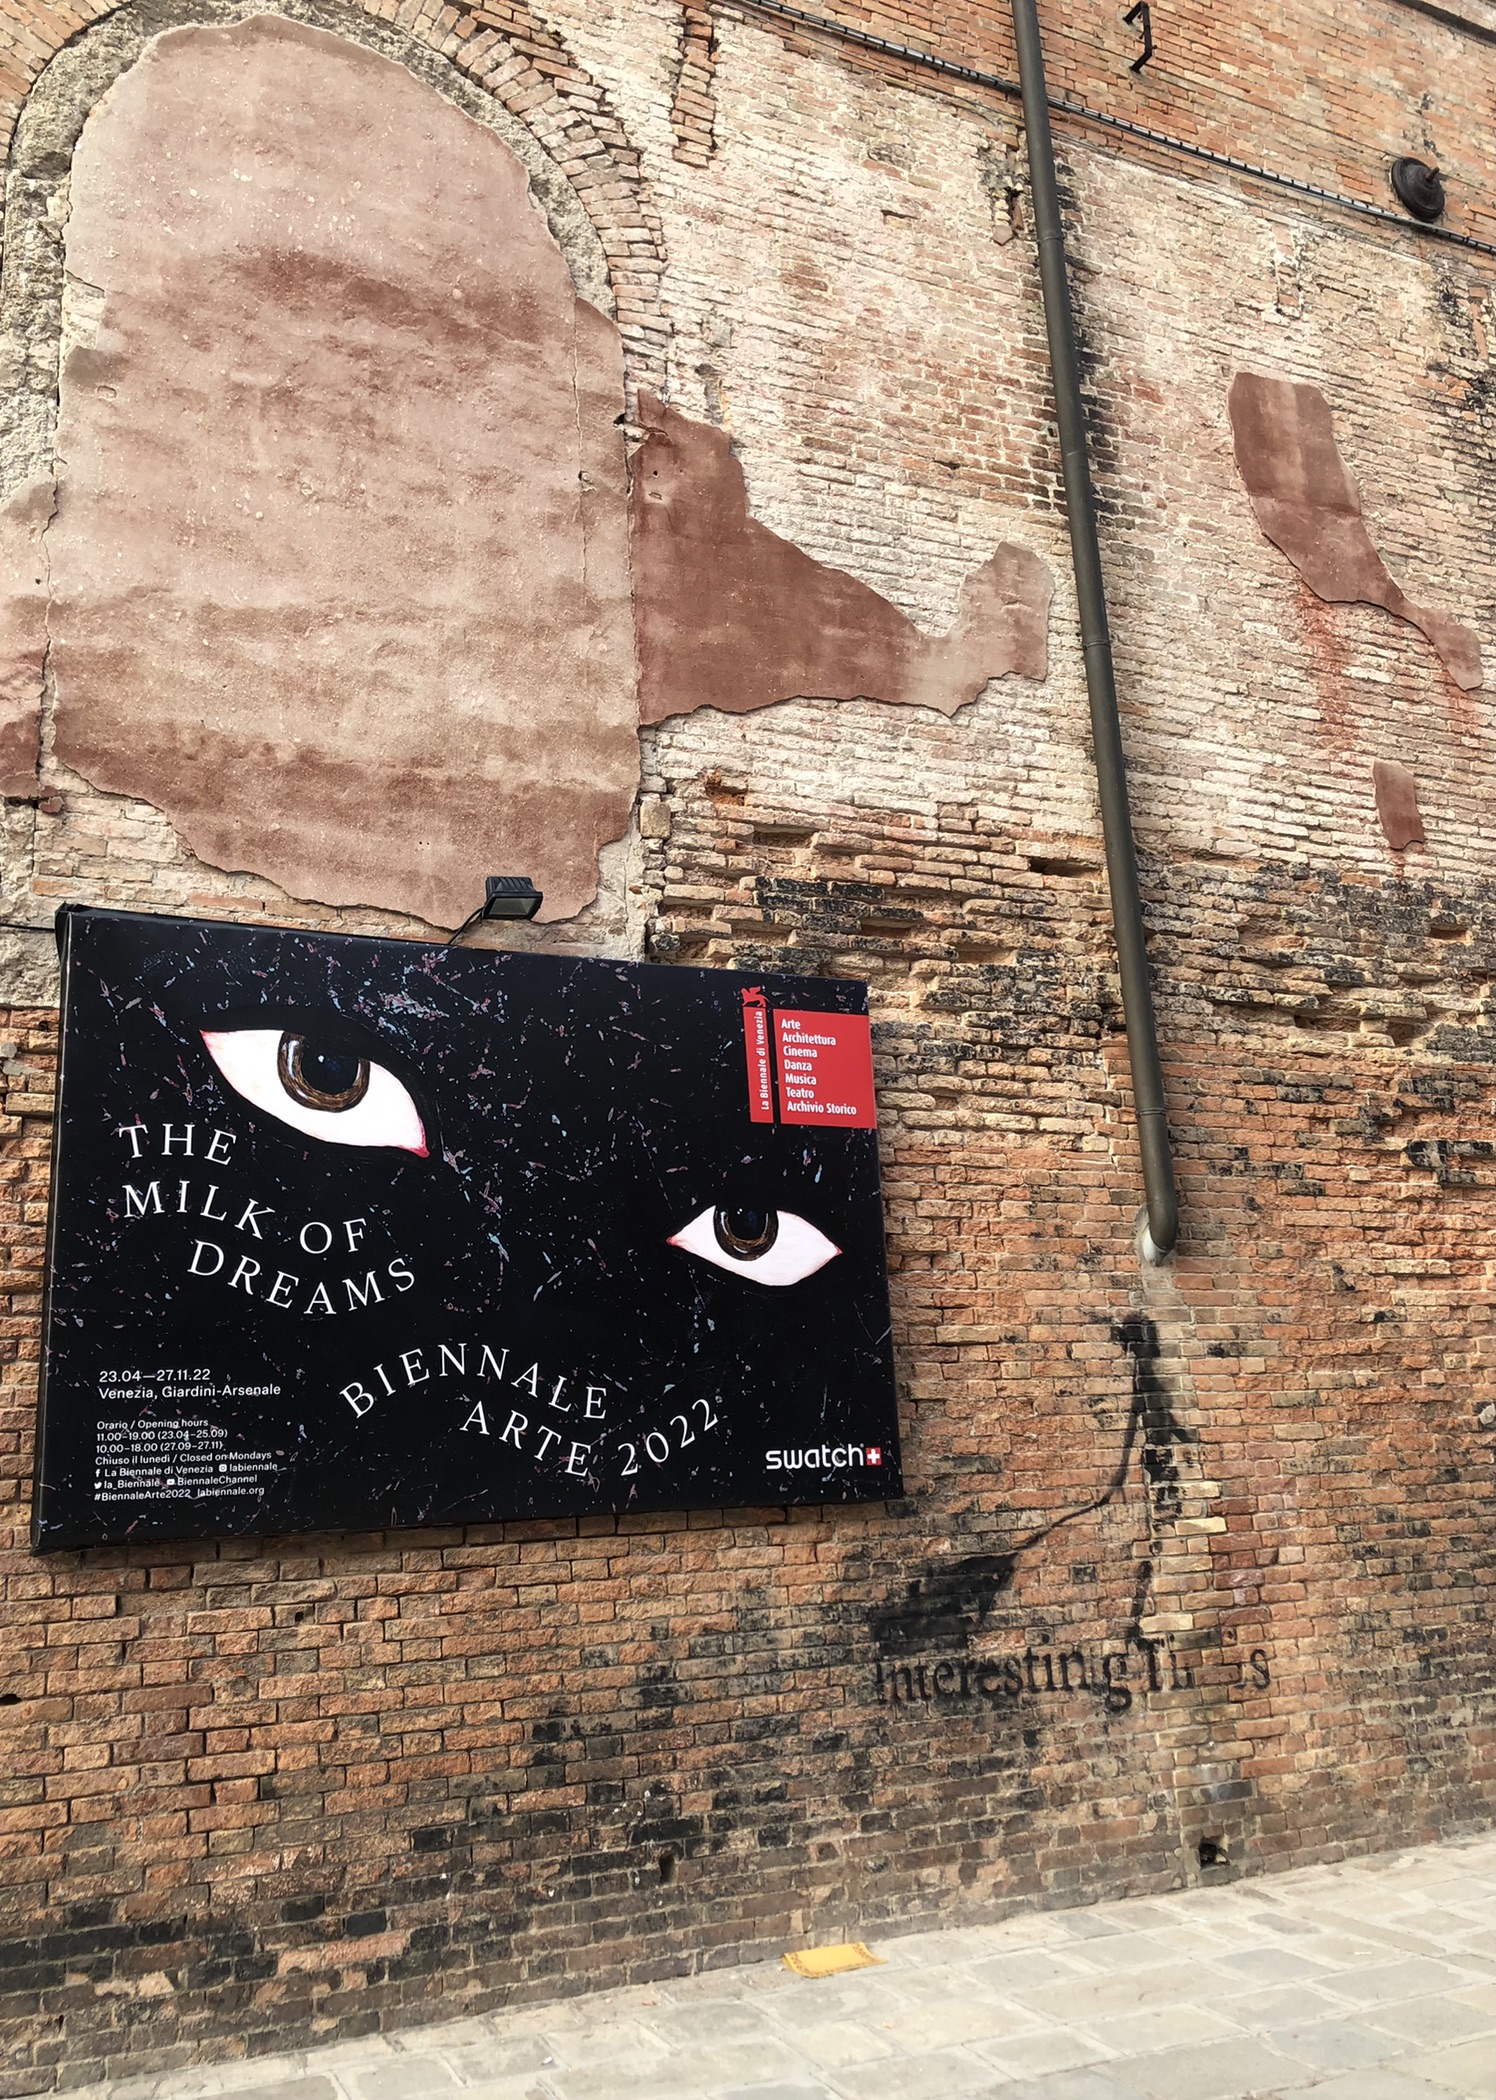 La Biennale di Venezia
Arte
Architettura
Cinema
Danza
Musica
Teatro
Archivio Storico
THE
MILK OF
DREAMS
BIENNALE
ARTE 2022
23.04—27.11.22
Venezia, Giardini-Arsenale
Orario / Opening hours
11.00–19.00 (23.04–25.09)
10.00–18.00 (27.09–27.11)
Chiuso il lunedì / Closed on Mondays
La Biennale di Venezia labiennale
la_Biennale BiennaleChannel
#BiennaleArte2022 labiennale.org
swatch
Interesting